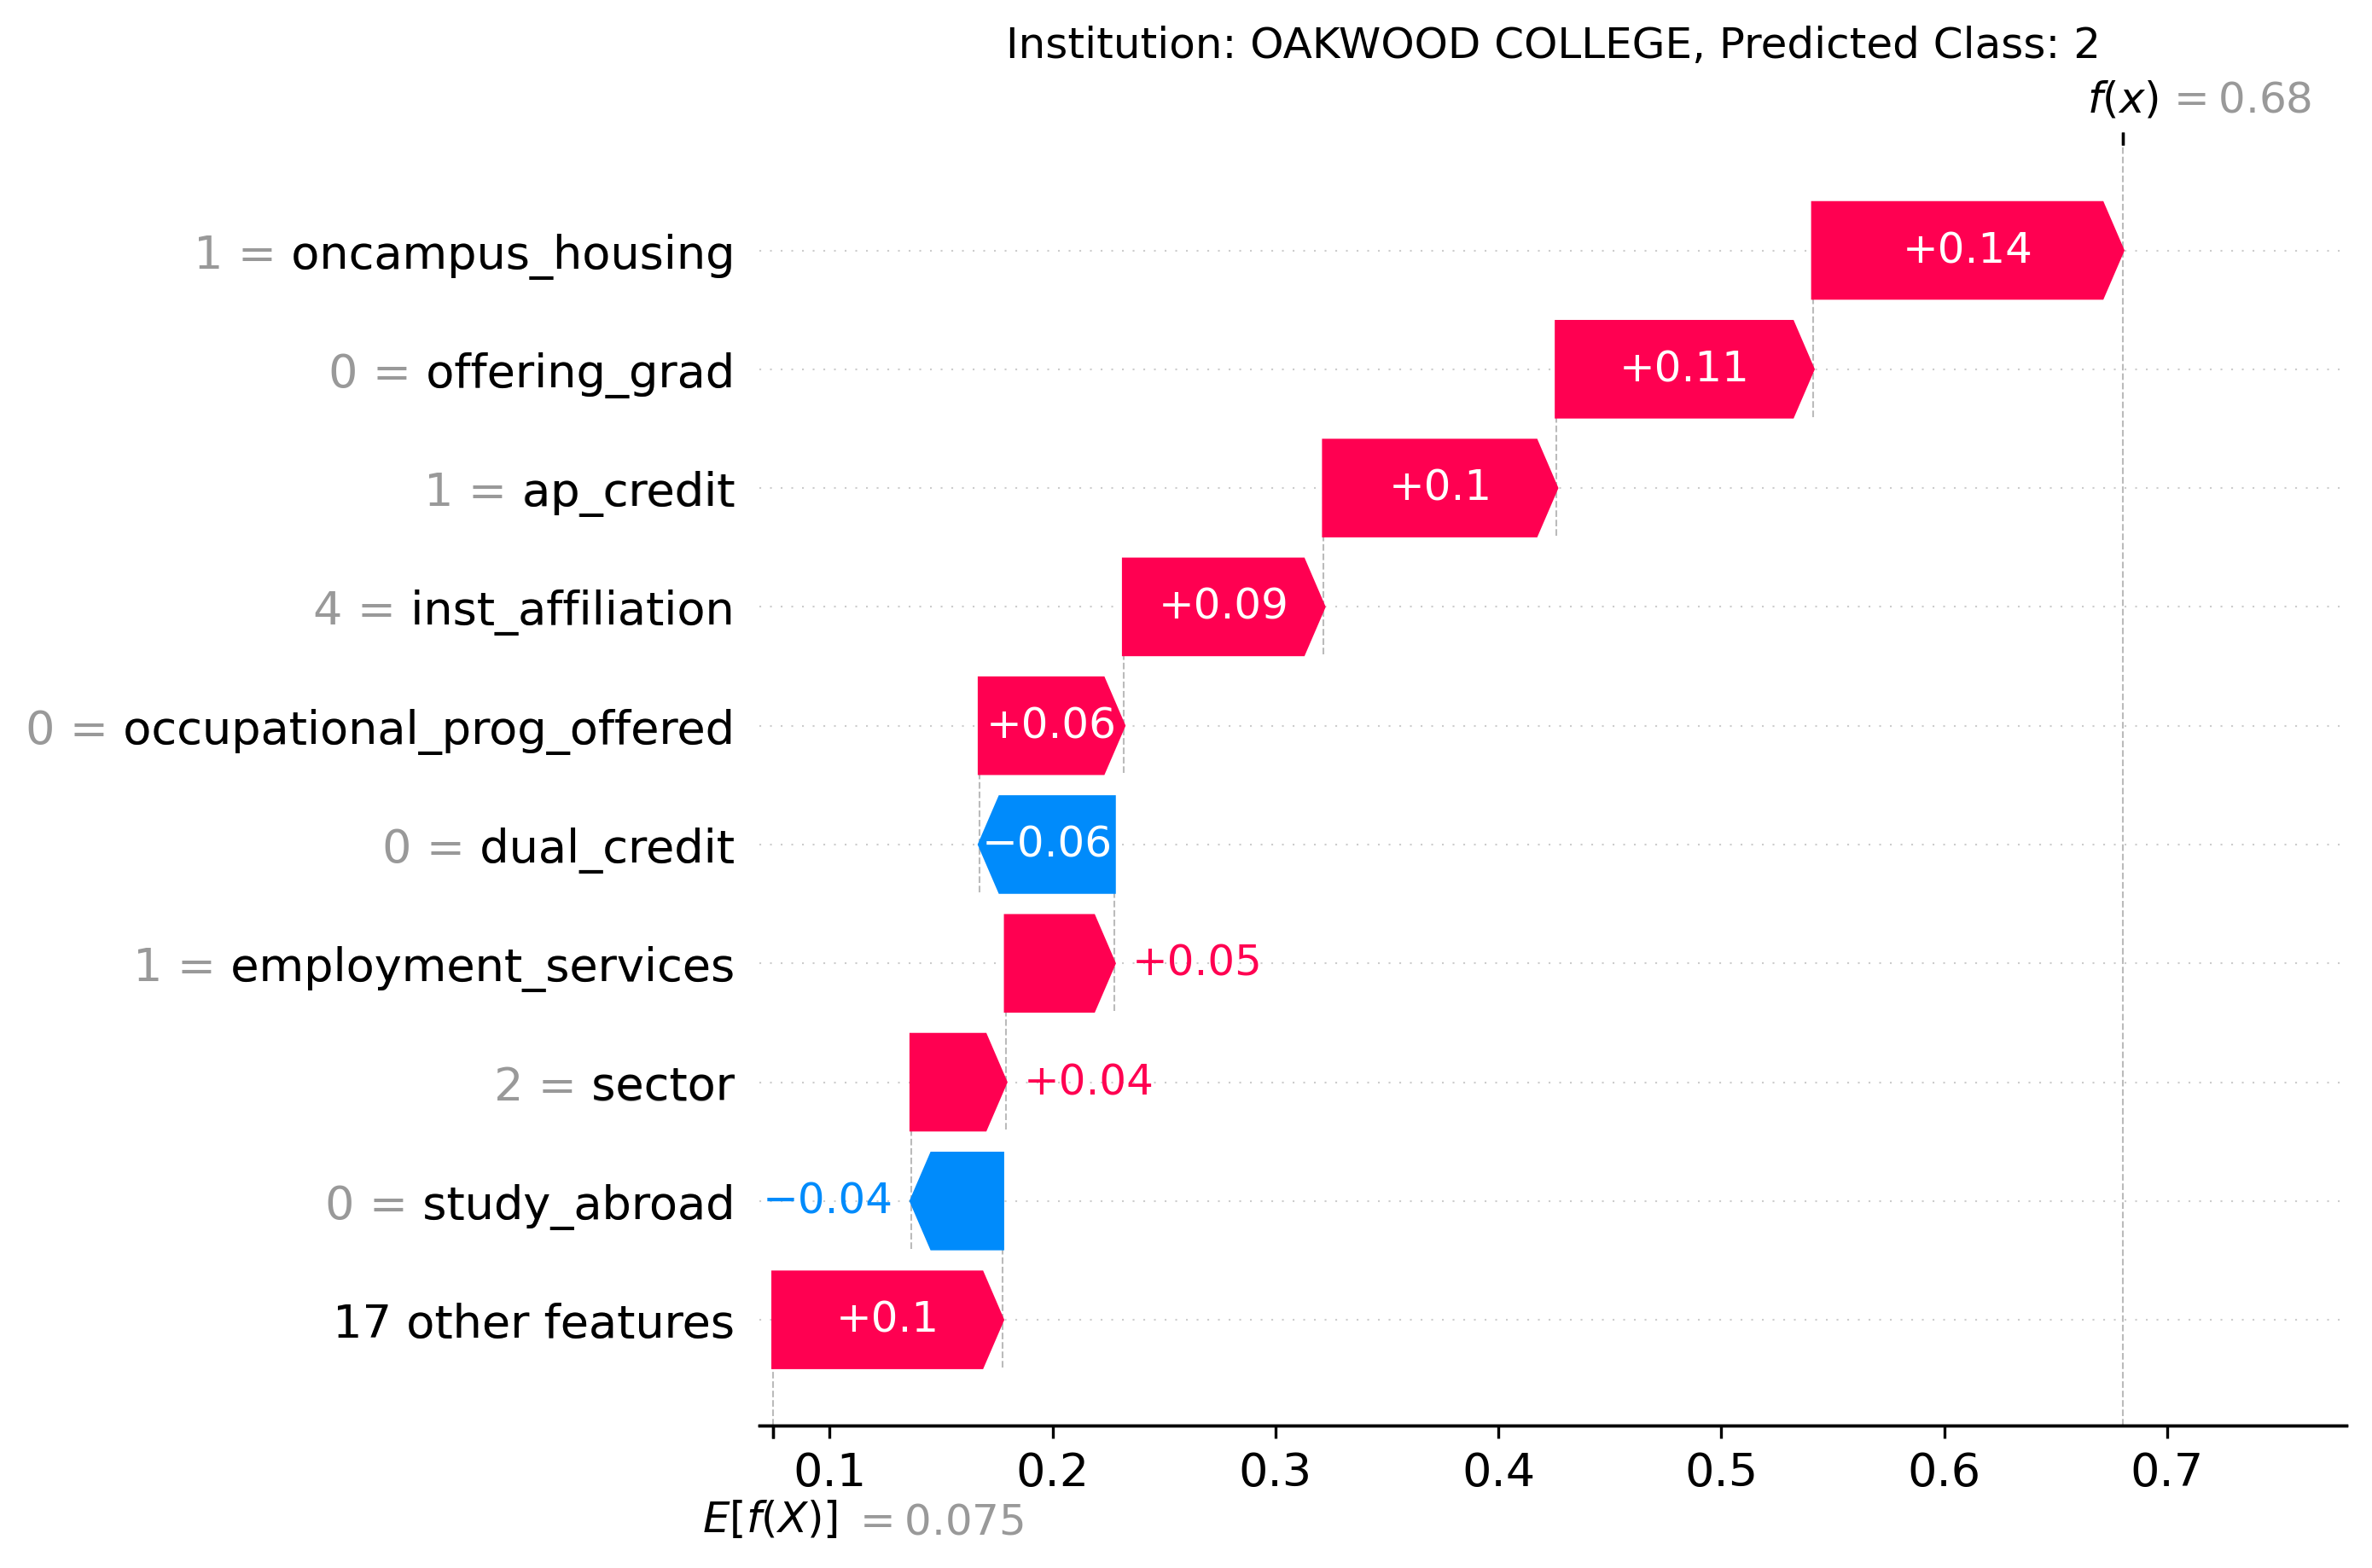 Institution: OAKWOOD COLLEGE, Predicted Class: 2
f(x) = 0.68
1 = oncampus_housing +0.14
0 = offering_grad +0.11
1 = ap_credit +0.1
4 = inst_affiliation +0.09
0 = occupational_prog_offered +0.06
0 = dual_credit −0.06
1 = employment_services +0.05
2 = sector +0.04
0 = study_abroad −0.04
17 other features +0.1
0.1 0.2 0.3 0.4 0.5 0.6 0.7
E[f(X)] = 0.075